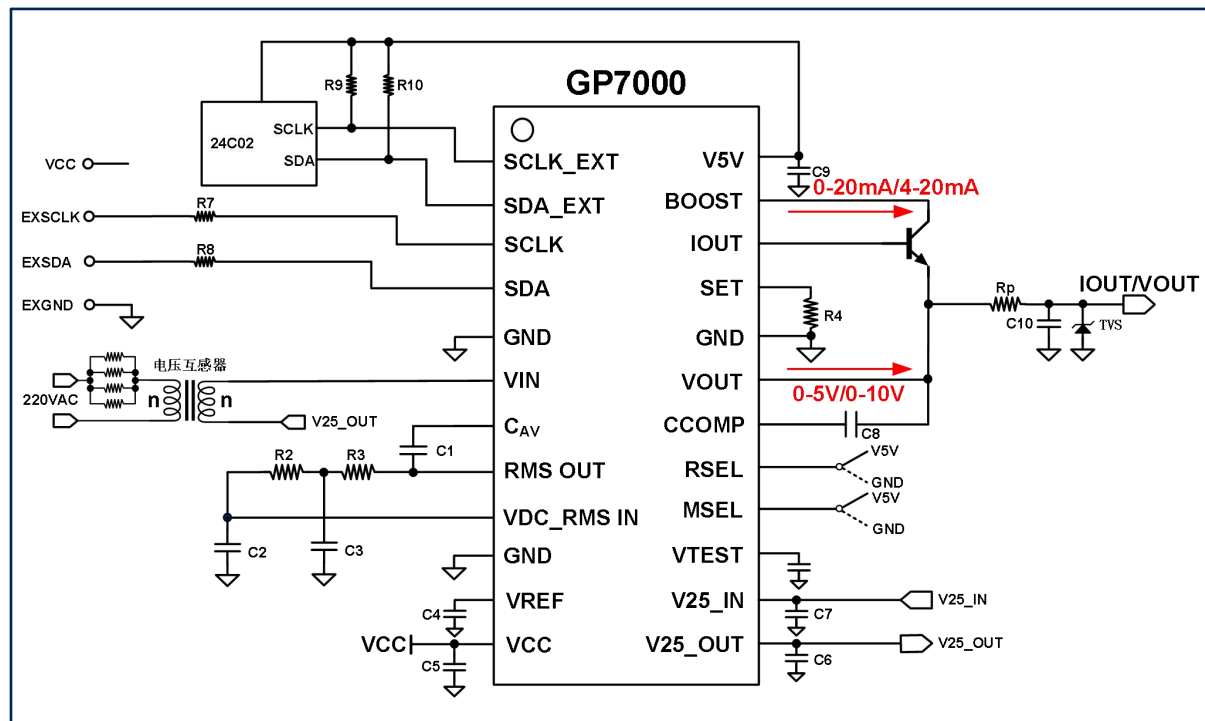 GP7000
R9
R10
24C02
SCLK
SDA
VCC
EXSCLK
R7
EXSDA
R8
EXGND
电压互感器
220VAC
n
n
V25_OUT
C1
R2
R3
C2
C3
C4
VCC
C5
SCLK_EXT
SDA_EXT
SCLK
SDA
GND
VIN
CAV
RMS OUT
VDC_RMS IN
GND
VREF
VCC
V5V
BOOST
IOUT
SET
GND
VOUT
CCOMP
RSEL
MSEL
VTEST
V25_IN
V25_OUT
C9
0-20mA/4-20mA
R4
Rp
IOUT/VOUT
C10
TVS
0-5V/0-10V
C8
V5V
GND
V5V
GND
C7
V25_IN
C6
V25_OUT